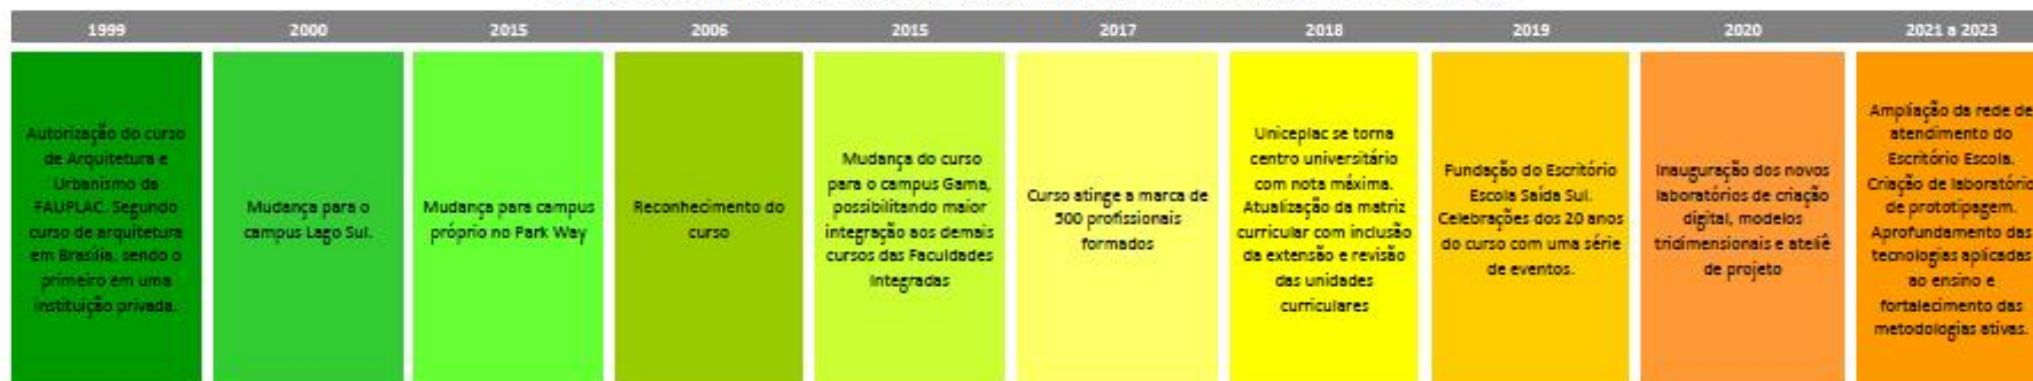 1999
Autorização do curso
de Arquitetura e
Urbanismo da
FAUPLAC. Segundo
curso de arquitetura
em Brasília, sendo o
primeiro em uma
instituição privada.
2000
Mudança para o
campus Lago Sul.
2015
Mudança para campus
próprio no Park Way
2006
Reconhecimento do
curso
2015
Mudança do curso
para o campus Gama,
possibilitando maior
integração aos demais
cursos das Faculdades
Integradas
2017
Curso atinge a marca de
500 profissionais
formados
2018
Uniceplac se torna
centro universitário
com nota máxima.
Atualização da matriz
curricular com inclusão
da extensão e revisão
das unidades
curriculares
2019
Fundação do Escritório
Escola Saída Sul.
Celebrações dos 20 anos
do curso com uma série
de eventos.
2020
Inauguração dos novos
laboratórios de criação
digital, modelos
tridimensionais e ateliê
de projeto
2021 a 2023
Ampliação da rede de
atendimento do
Escritório Escola.
Criação de laboratório
de prototipagem.
Aprofundamento das
tecnologias aplicadas
ao ensino e
fortalecimento das
metodologias ativas.